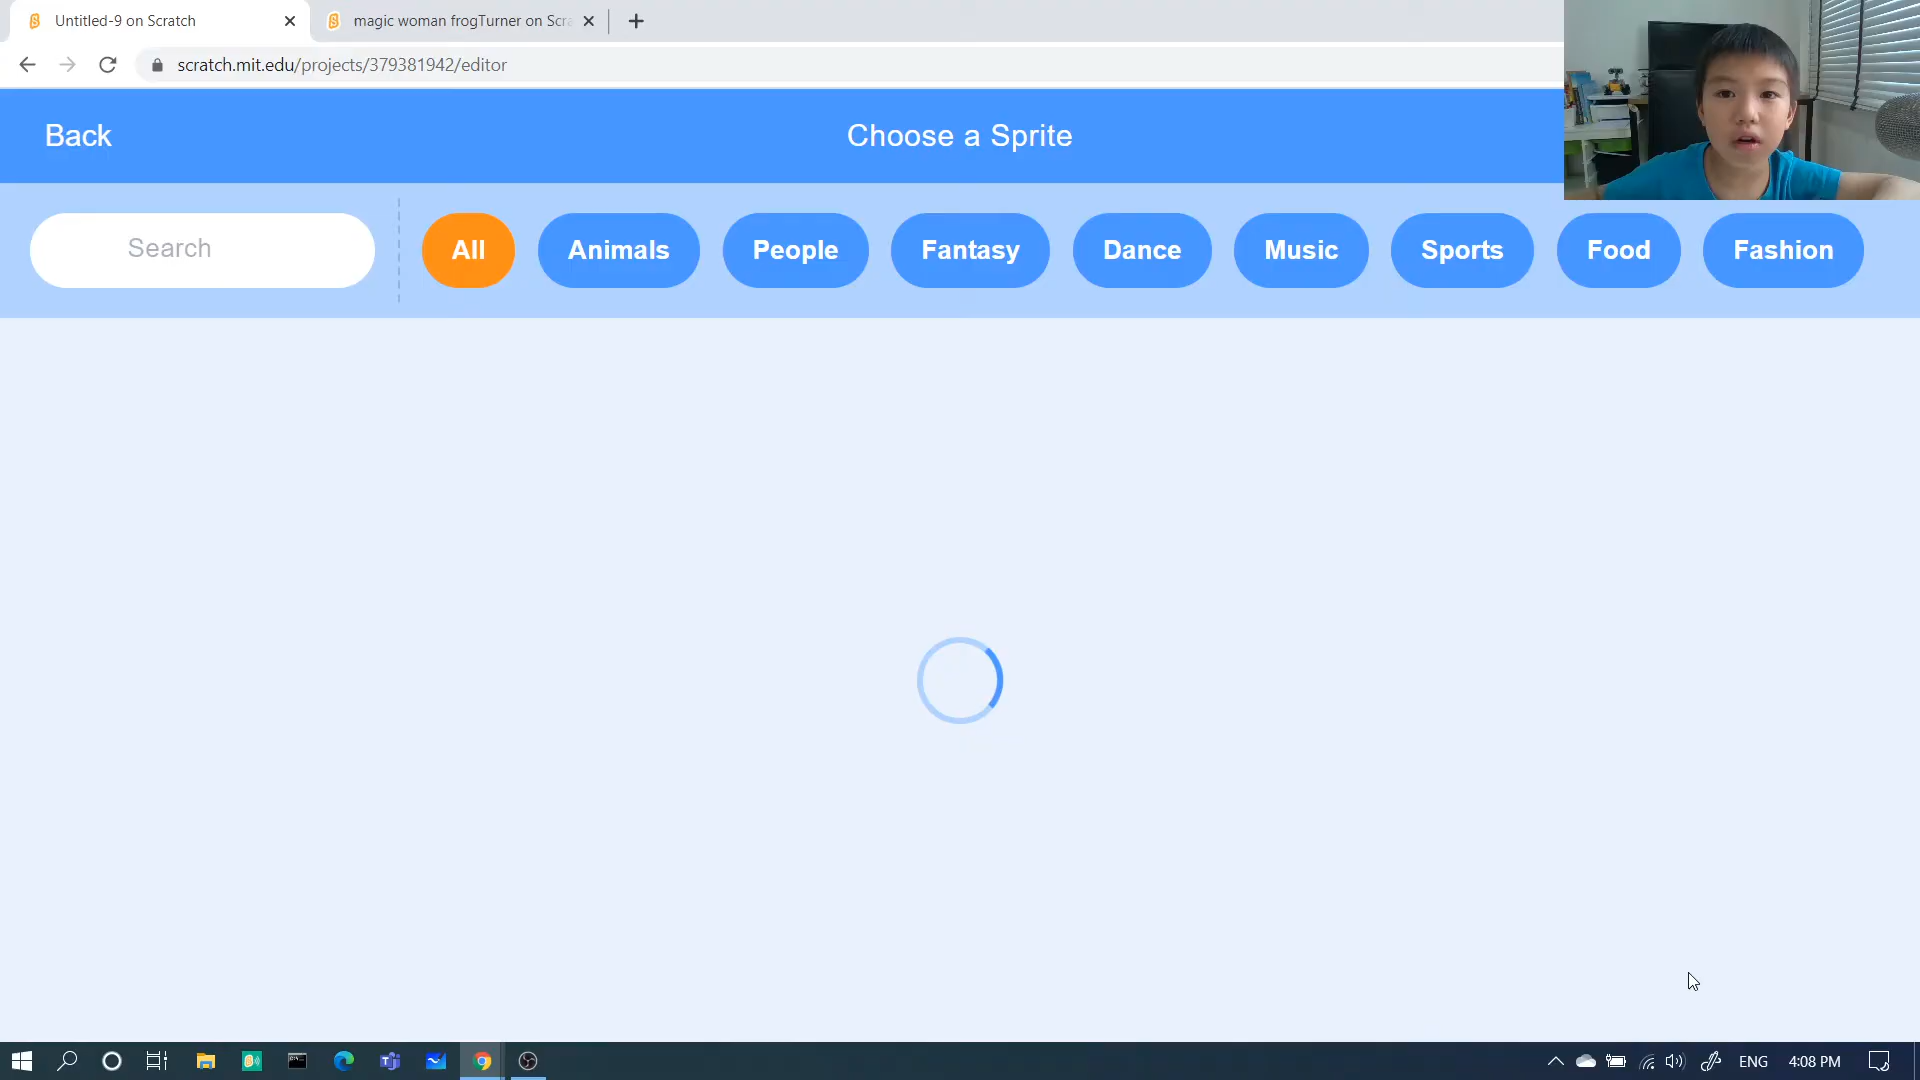 Untitled-9 on Scratch
magic woman frogTurner on Scra
scratch.mit.edu/projects/379381942/editor
Back
Choose a Sprite
Search
All
Animals
People
Fantasy
Dance
Music
Sports
Food
Fashion
ENG
4:08 PM